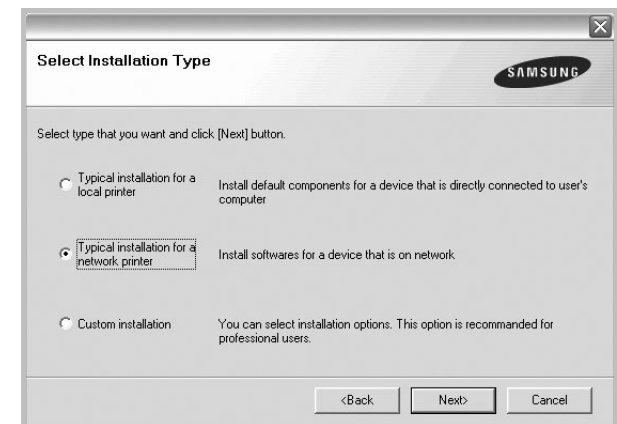 Select Installation Type
SAMSUNG
Select type that you want and click [Next] button.
Typical installation for a
local printer
Install default components for a device that is directly connected to user's
computer
Typical installation for a
network printer
Install softwares for a device that is on network
Custom installation
You can select installation options. This option is recommanded for
professional users.
<Back
Next>
Cancel